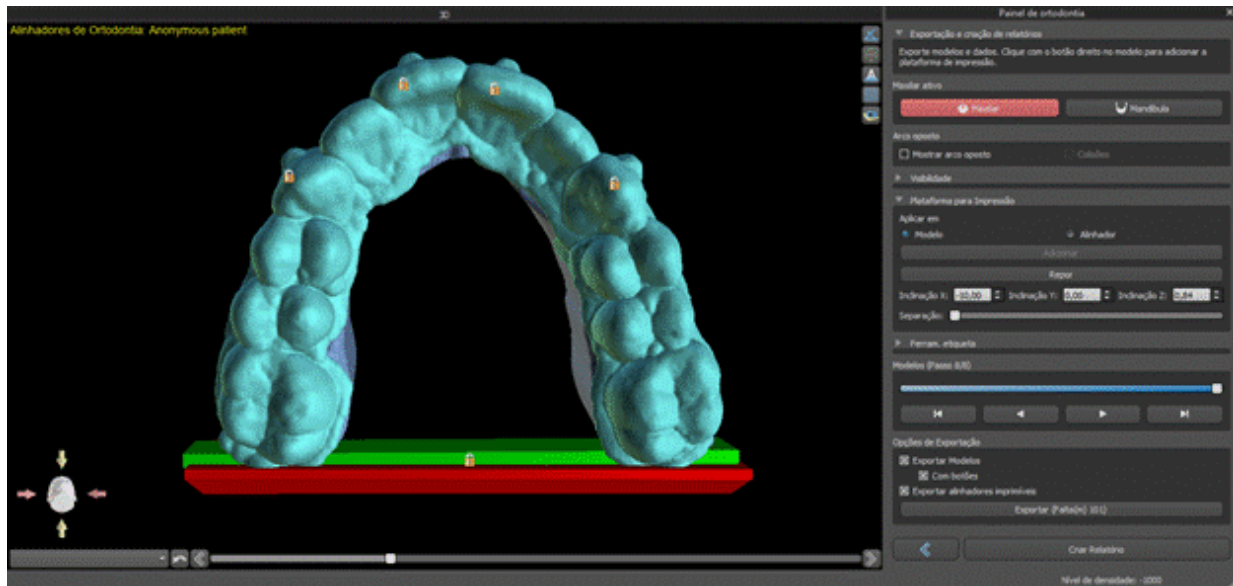 3D
Painel de ortodontia
Alinhadores de Ortodontia: Anonymous patient
Exportação e criação de relatórios
Exporte modelos e dados. Clique com o botão direito no modelo para adicionar a
plataforma de impressão.
Maxilar ativo
Maxilar
Mandíbula
Arco oposto
Mostrar arco oposto
Colisões
Visibilidade
Plataforma para Impressão
Aplicar em
Modelo
Alinhador
Adicionar
Repor
Inclinação X: -10,00 Inclinação Y: 0,00 Inclinação Z: 0,84
Separação:
Ferram. etiqueta
Modelos (Passo 8/8)
Opções de Exportação
Exportar Modelos
Com botões
Exportar alinhadores imprimíveis
Exportar (Falta(m) 101)
Criar Relatório
Nível de densidade: -1000